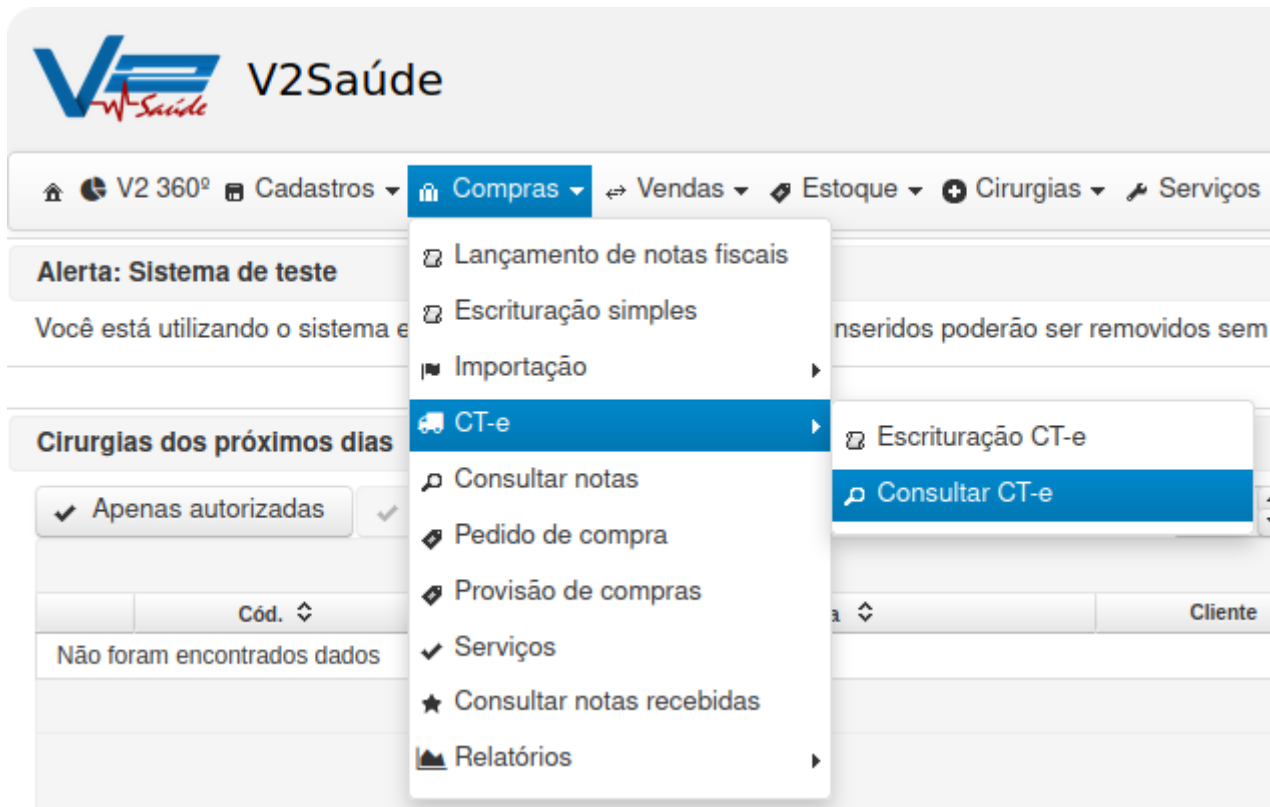 V2 Saúde
V2Saúde
V2 360º Cadastros Compras Vendas Estoque Cirurgias Serviços
Lançamento de notas fiscais
Alerta: Sistema de teste
Escrituração simples
Você está utilizando o sistema e nseridos poderão ser removidos sem
Importação
CT-e
Escrituração CT-e
Cirurgias dos próximos dias
Consultar notas
Consultar CT-e
Apenas autorizadas
Pedido de compra
Provisão de compras
Cód. a Cliente
Serviços
Não foram encontrados dados
Consultar notas recebidas
Relatórios